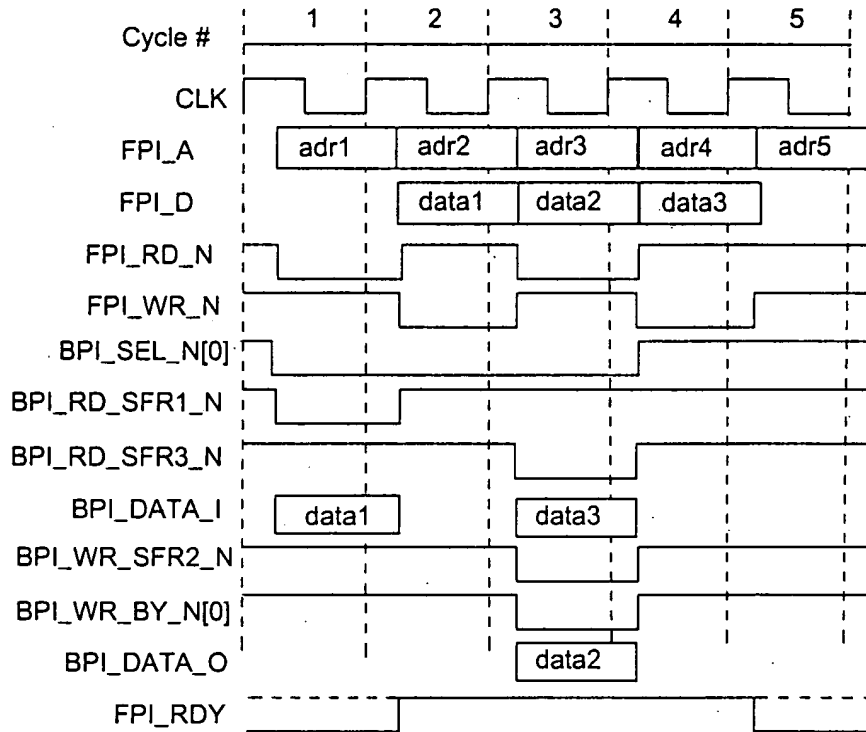 Cycle # 1 2 3 4 5
CLK
FPI_A adr1 adr2 adr3 adr4 adr5
FPI_D data1 data2 data3
FPI_RD_N
FPI_WR_N
BPI_SEL_N[0]
BPI_RD_SFR1_N
BPI_RD_SFR3_N
BPI_DATA_I data1 data3
BPI_WR_SFR2_N
BPI_WR_BY_N[0]
BPI_DATA_O data2
FPI_RDY